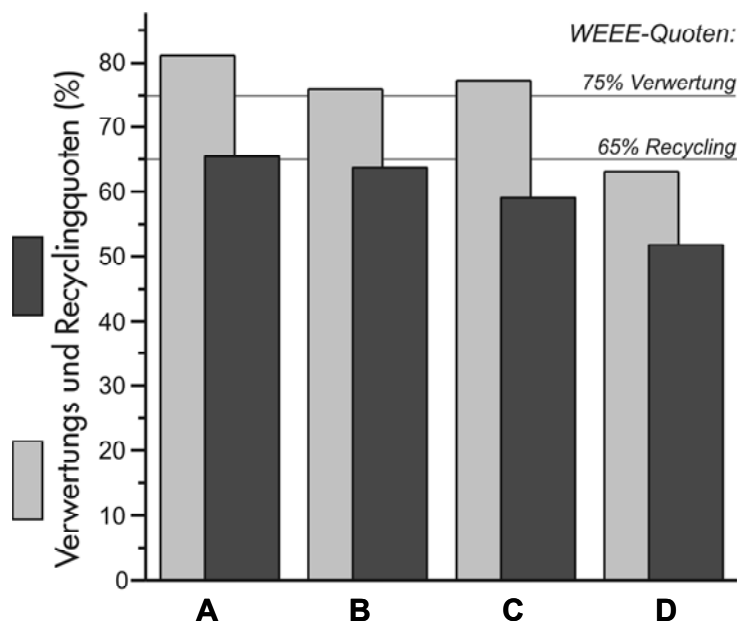 WEEE-Quoten:
75% Verwertung
65% Recycling
Verwertungs und Recyclingquoten (%)
80
70
60
50
40
30
20
10
0
A B C D